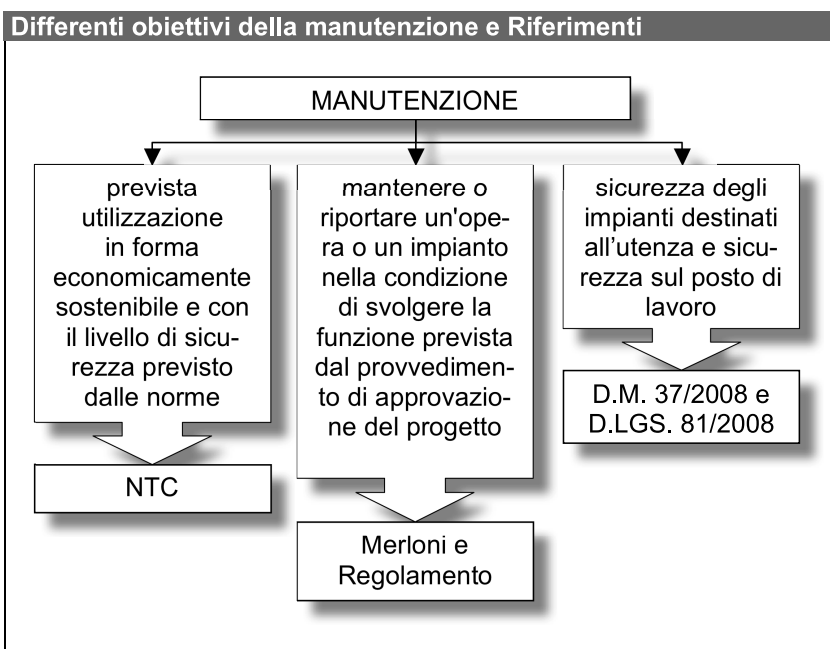 Differenti obiettivi della manutenzione e Riferimenti
MANUTENZIONE
prevista
utilizzazione
in forma
economicamente
sostenibile e con
il livello di sicu-
rezza previsto
dalle norme
NTC
mantenere o
riportare un'ope-
ra o un impianto
nella condizione
di svolgere la
funzione prevista
dal provvedimen-
to di approvazio-
ne del progetto
Merloni e
Regolamento
sicurezza degli
impianti destinati
all'utenza e sicu-
rezza sul posto di
lavoro
D.M. 37/2008 e
D.LGS. 81/2008